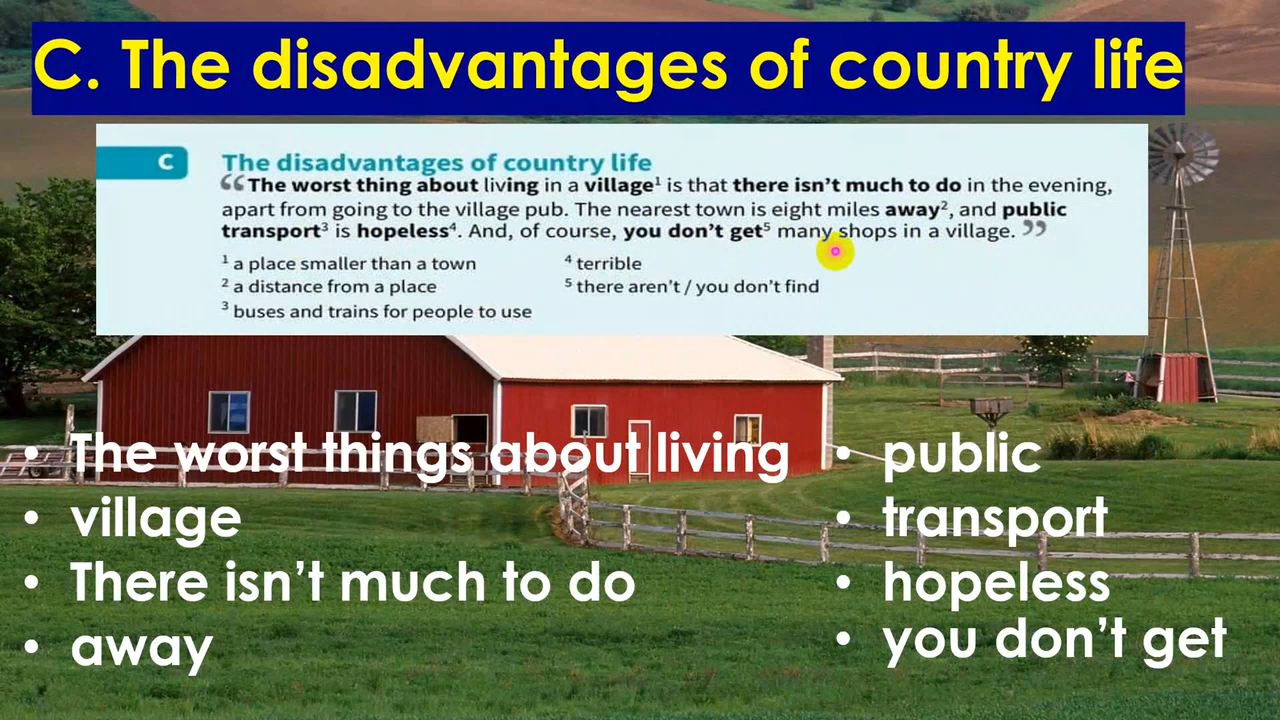 C. The disadvantages of country life
C
The disadvantages of country life
“The worst thing about living in a village¹ is that there isn't much to do in the evening,
apart from going to the village pub. The nearest town is eight miles away², and public
transport³ is hopeless⁴. And, of course, you don't get⁵ many shops in a village.”
¹ a place smaller than a town
² a distance from a place
³ buses and trains for people to use
⁴ terrible
⁵ there aren't / you don't find
• The worst things about living
• village
• There isn't much to do
• away
• public
• transport
• hopeless
• you don't get